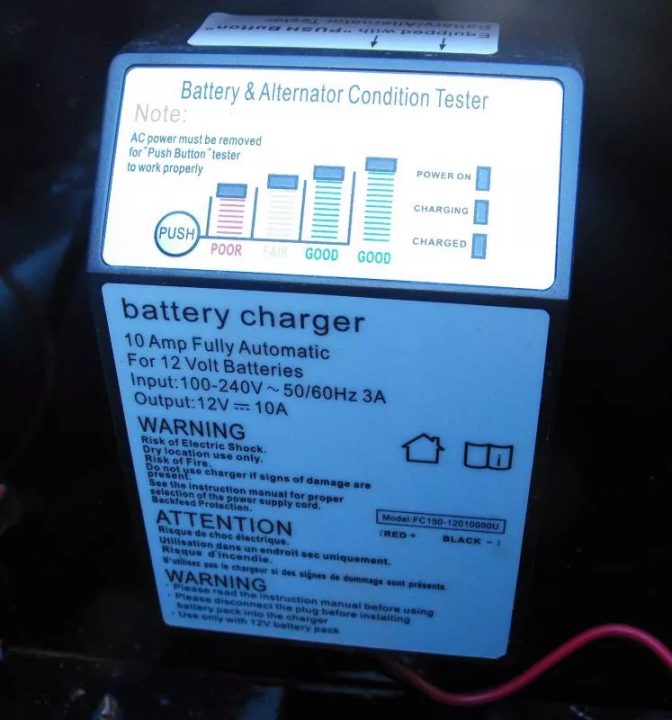 Equipped with "PUSH Button"
Battery/Alternator Tester
Battery & Alternator Condition Tester
Note:
AC power must be removed
for "Push Button" tester
to work properly
PUSH
POOR
FAIR
GOOD
GOOD
POWER ON
CHARGING
CHARGED
battery charger
10 Amp Fully Automatic
For 12 Volt Batteries
Input:100-240V ~ 50/60Hz 3A
Output:12V ⎓ 10A
WARNING
Risk of Electric Shock.
Dry location use only.
Risk of Fire.
Do not use charger if signs of damage are
present.
See the instruction manual for proper
selection of the power supply cord.
Backfeed Protection.
Model:FC150-12010000U
(RED + BLACK - )
ATTENTION
Risque de choc électrique.
Utilisation dans un endroit sec uniquement.
Risque d'incendie.
N'utilisez pas le chargeur si des signes de dommage sont présents
WARNING
- Please read the instruction manual before using
- Please disconnect the plug before installing
battery pack into the charger
- Use only with 12V battery pack